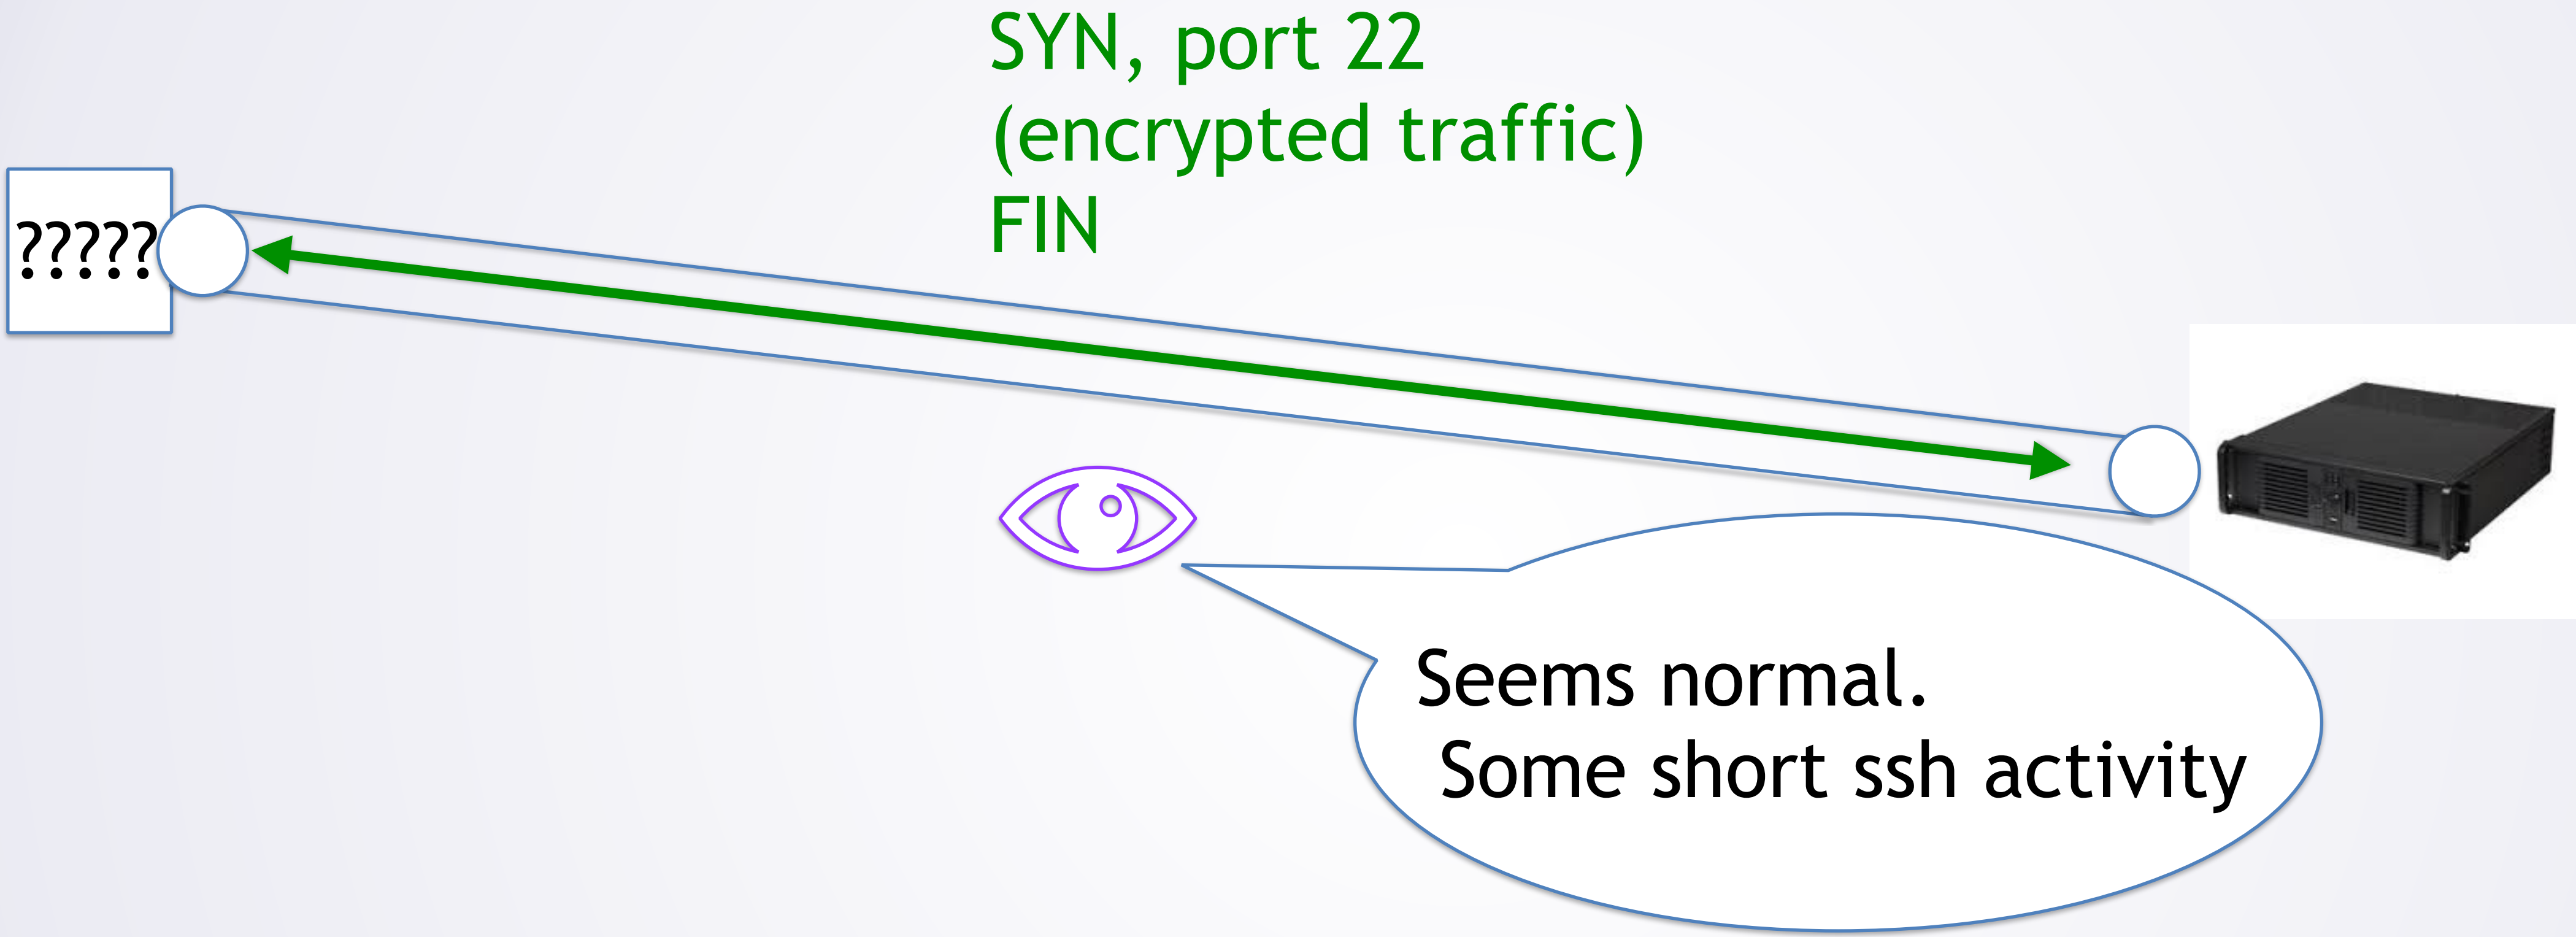 SYN, port 22
(encrypted traffic)
FIN
?????
Seems normal.
Some short ssh activity